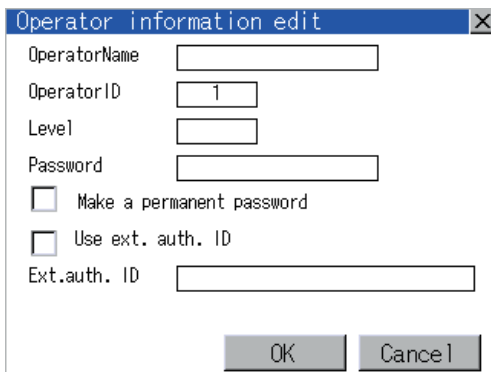 Operator information edit
OperatorName
OperatorID 1
Level
Password
Make a permanent password
Use ext. auth. ID
Ext.auth. ID
OK Cancel